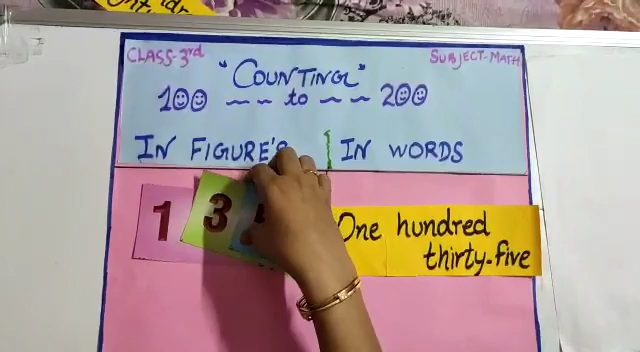 CLASS-3rd
SUBJECT-MATH
"COUNTING"
100 -- to -- 200
IN FIGURE'S | IN WORDS
1 3
One hundred
thirty-five